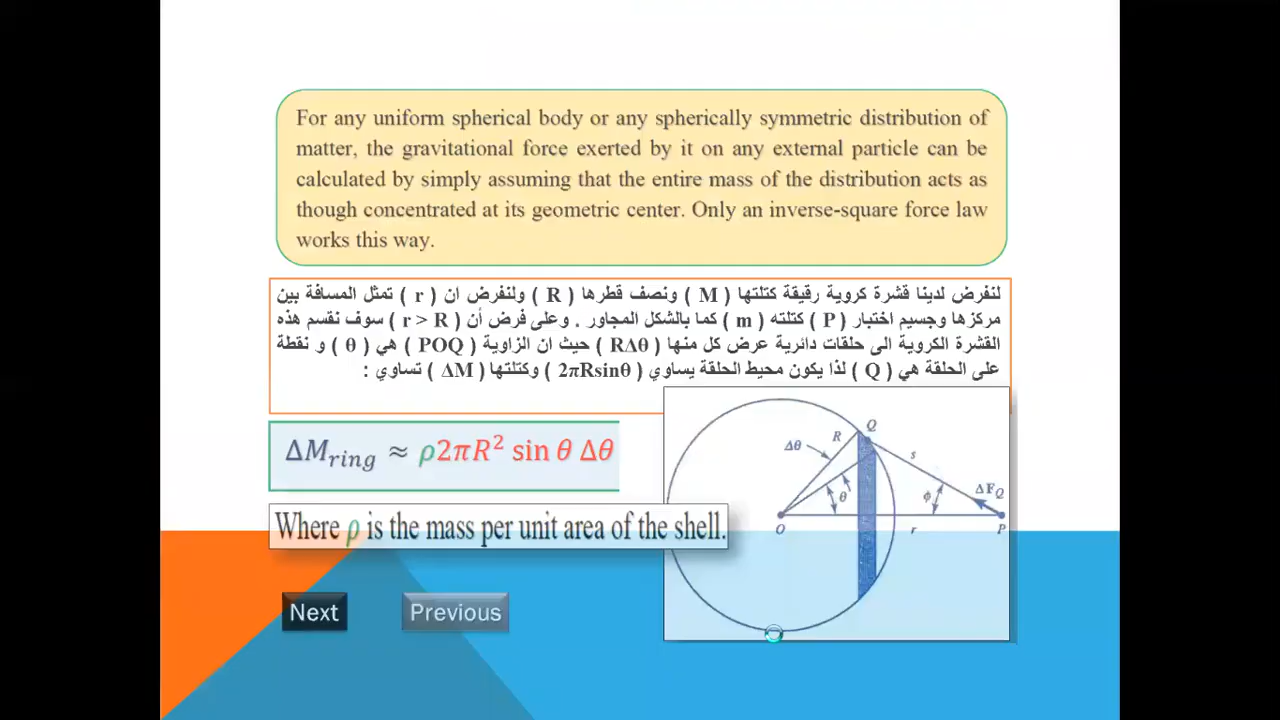 For any uniform spherical body or any spherically symmetric distribution of
matter, the gravitational force exerted by it on any external particle can be
calculated by simply assuming that the entire mass of the distribution acts as
though concentrated at its geometric center. Only an inverse-square force law
works this way.
لنفرض لدينا قشرة كروية رقيقة كتلتها ( M ) ونصف قطرها ( R ) ولنفرض ان ( r ) تمثل المسافة بين
مركزها وجسيم اختبار ( P ) كتلته ( m ) كما بالشكل المجاور . وعلى فرض أن ( r > R ) سوف نقسم هذه
القشرة الكروية الى حلقات دائرية عرض كل منها ( RΔθ ) حيث ان الزاوية ( POQ ) هي ( θ ) و نقطة
على الحلقة هي ( Q ) لذا يكون محيط الحلقة يساوي ( 2πRsinθ ) وكتلتها ( ΔM ) تساوي :
ΔM_ring ≈ ρ2πR² sin θ Δθ
Where ρ is the mass per unit area of the shell.
Q
R
Δθ
s
θ
ϕ
ΔF_Q
O
r
P
Next
Previous